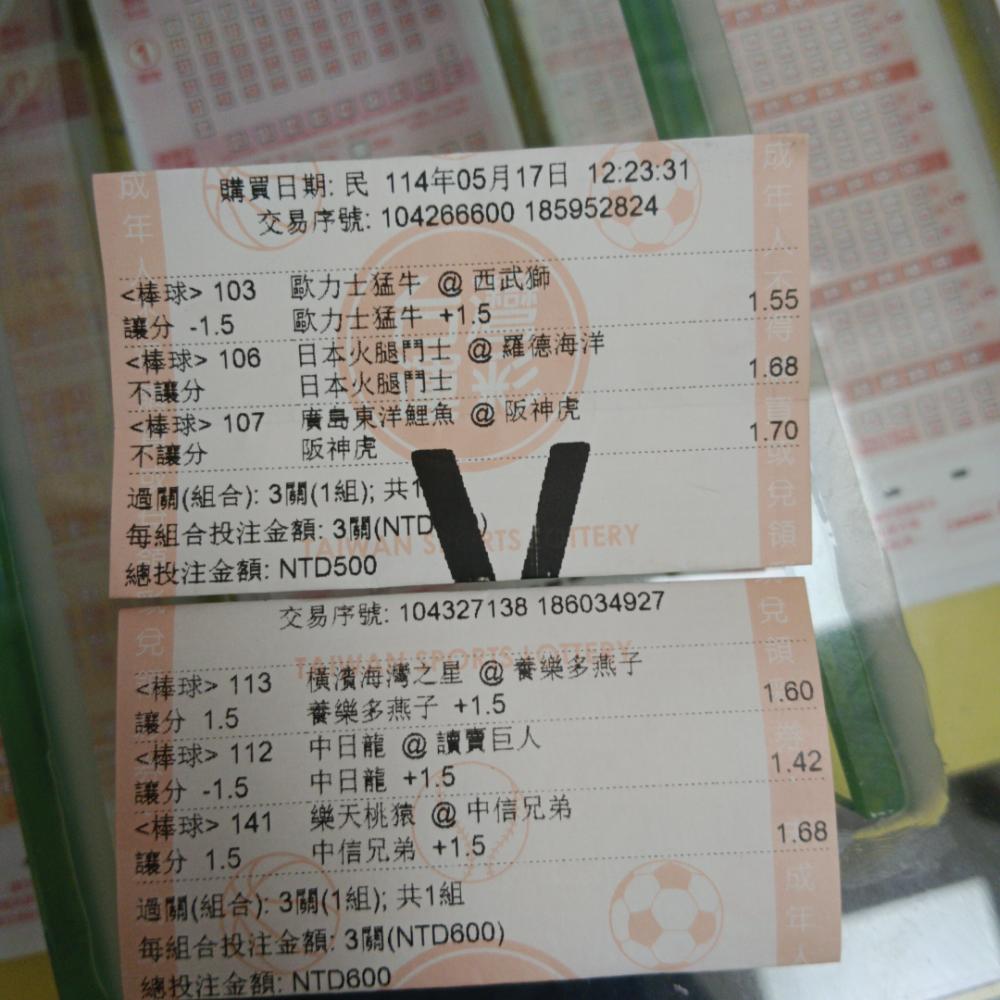 購買日期: 民 114年05月17日 12:23:31
交易序號: 104266600 185952824
<棒球> 103 歐力士猛牛 @ 西武獅
讓分 -1.5 歐力士猛牛 +1.5 1.55
<棒球> 106 日本火腿鬥士 @ 羅德海洋
不讓分 日本火腿鬥士 1.68
<棒球> 107 廣島東洋鯉魚 @ 阪神虎
不讓分 阪神虎 1.70
過關(組合): 3關(1組); 共1
每組合投注金額: 3關(NTD
TAIWAN SPORTS LOTTERY
總投注金額: NTD500
交易序號: 104327138 186034927
TAIWAN SPORTS LOTTERY
<棒球> 113 橫濱海灣之星 @ 養樂多燕子
讓分 1.5 養樂多燕子 +1.5 1.60
<棒球> 112 中日龍 @ 讀賣巨人
讓分 -1.5 中日龍 +1.5 1.42
<棒球> 141 樂天桃猿 @ 中信兄弟
讓分 1.5 中信兄弟 +1.5 1.68
過關(組合): 3關(1組); 共1組
每組合投注金額: 3關(NTD600)
總投注金額: NTD600